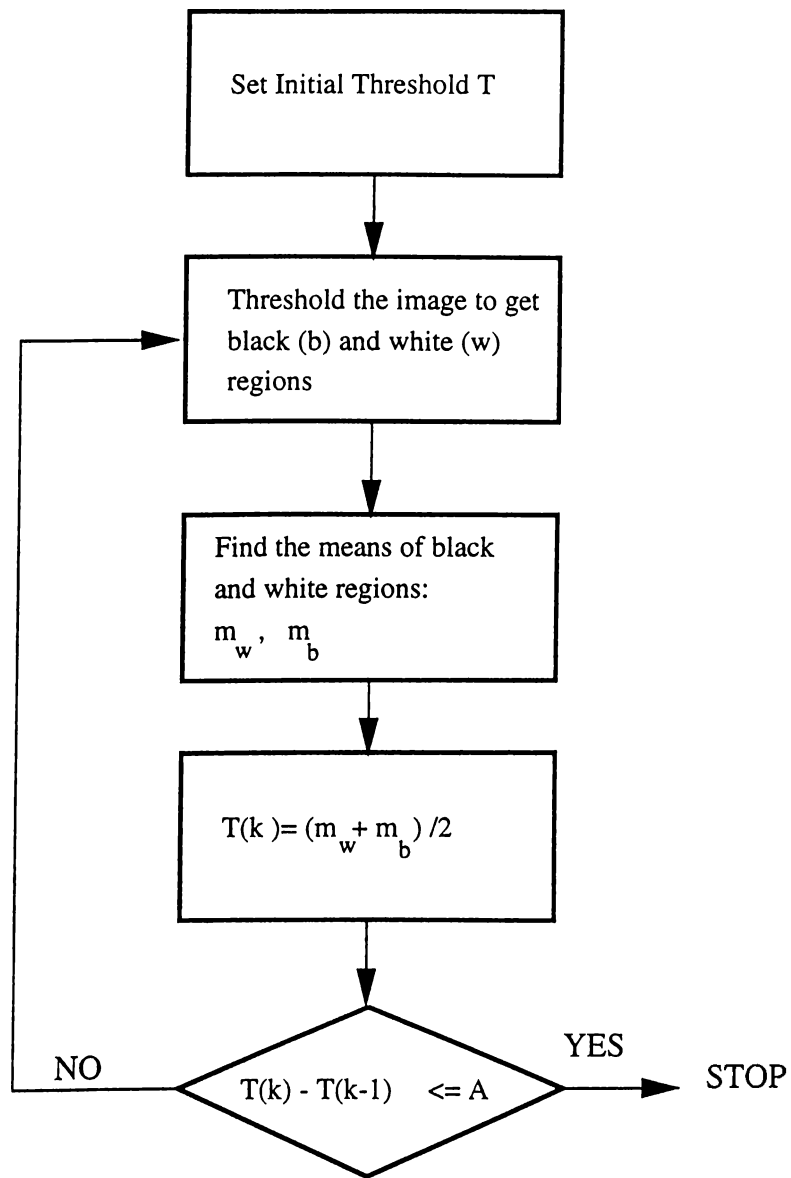 Set Initial Threshold T
Threshold the image to get
black (b) and white (w)
regions
Find the means of black
and white regions:
m_w , m_b
T(k )= (m_w+ m_b ) /2
T(k) - T(k-1) <= A
NO
YES
STOP